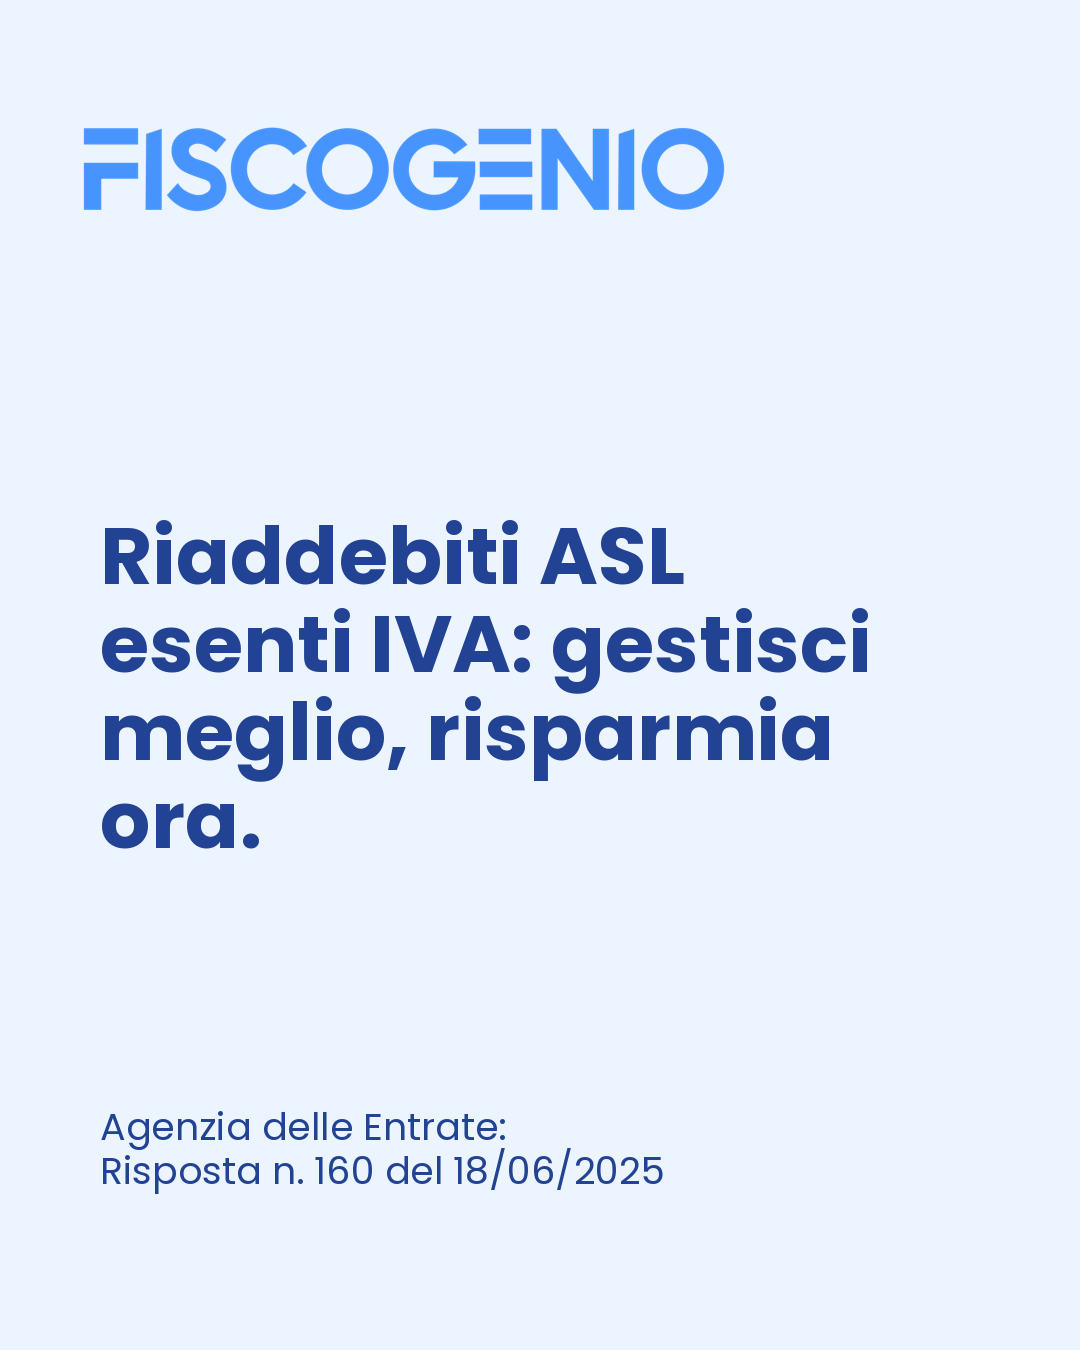 FISCOGENIO
Riaddebiti ASL
esenti IVA: gestisci
meglio, risparmia
ora.
Agenzia delle Entrate:
Risposta n. 160 del 18/06/2025